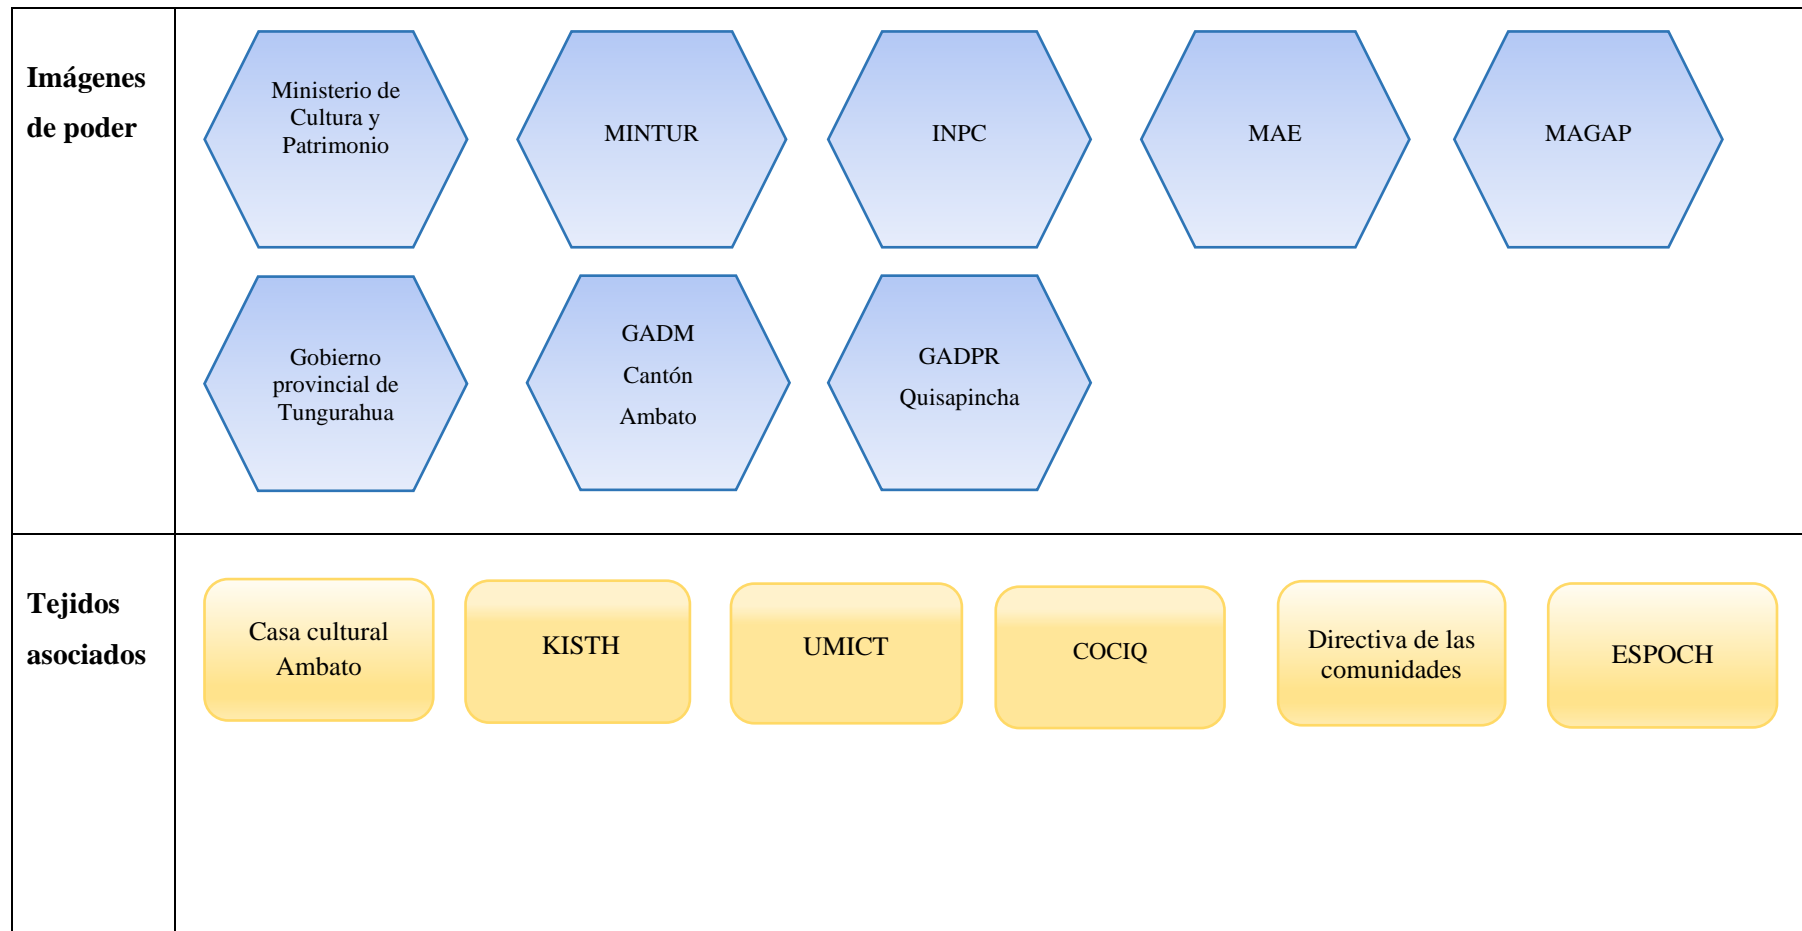 Imágenes
de poder
Ministerio de
Cultura y
Patrimonio
MINTUR
INPC
MAE
MAGAP
Gobierno
provincial de
Tungurahua
GADM
Cantón
Ambato
GADPR
Quisapincha
Tejidos
asociados
Casa cultural
Ambato
KISTH
UMICT
COCIQ
Directiva de las
comunidades
ESPOCH